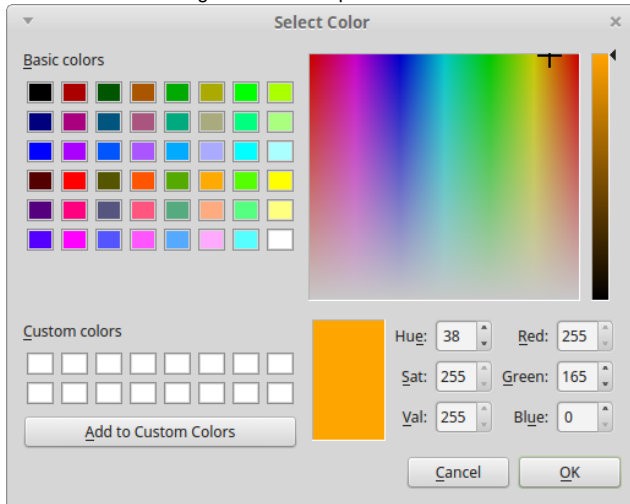 Select Color
Basic colors
Custom colors
Add to Custom Colors
Hue: 38 Red: 255
Sat: 255 Green: 165
Val: 255 Blue: 0
Cancel OK